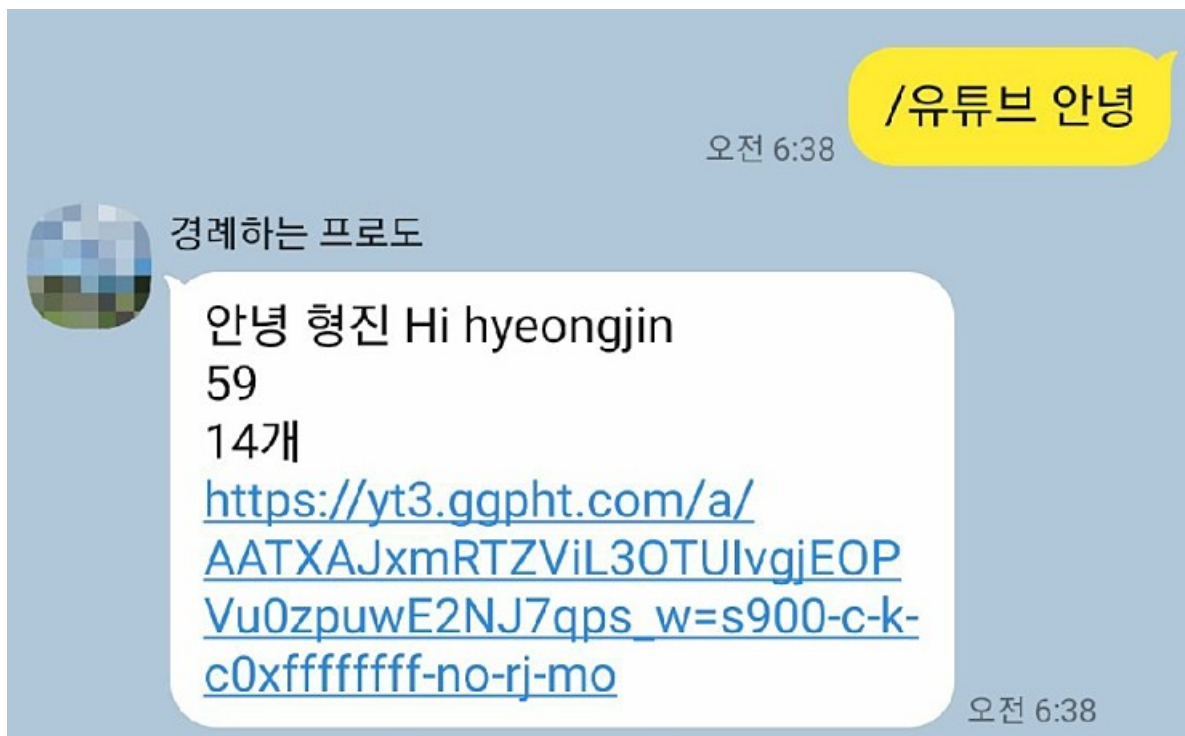 /유튜브 안녕
오전 6:38
경례하는 프로도
안녕 형진 Hi hyeongjin
59
14개
https://yt3.ggpht.com/a/
AATXAJxmRTZViL3OTUlvgjEOP
Vu0zpuwE2NJ7qps_w=s900-c-k-
c0xffffffff-no-rj-mo
오전 6:38